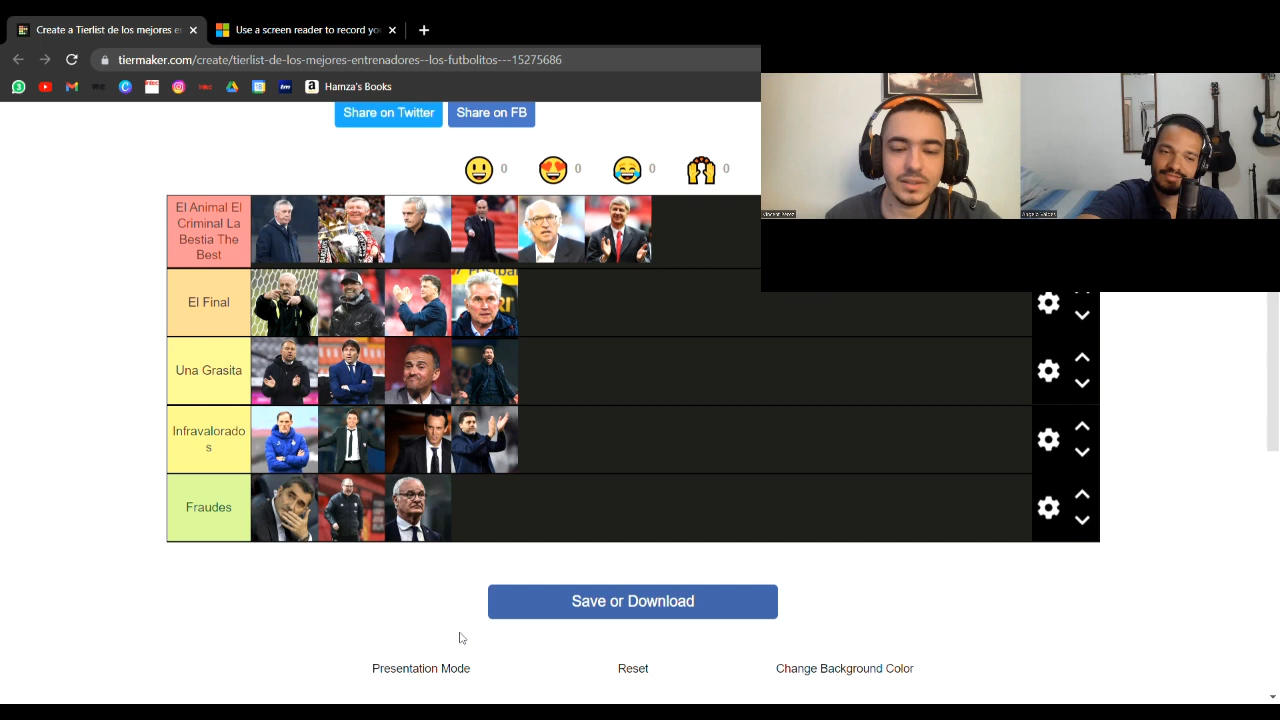 Create a Tierlist de los mejores e
Use a screen reader to record yo
tiermaker.com/create/tierlist-de-los-mejores-entrenadores--los-futbolitos---15275686
Hamza's Books
Share on Twitter
Share on FB
0
0
0
0
El Animal El
Criminal La
Bestia The
Best
El Final
Una Grasita
Infravalorado
s
Fraudes
Save or Download
Presentation Mode
Reset
Change Background Color
Vincent Perez